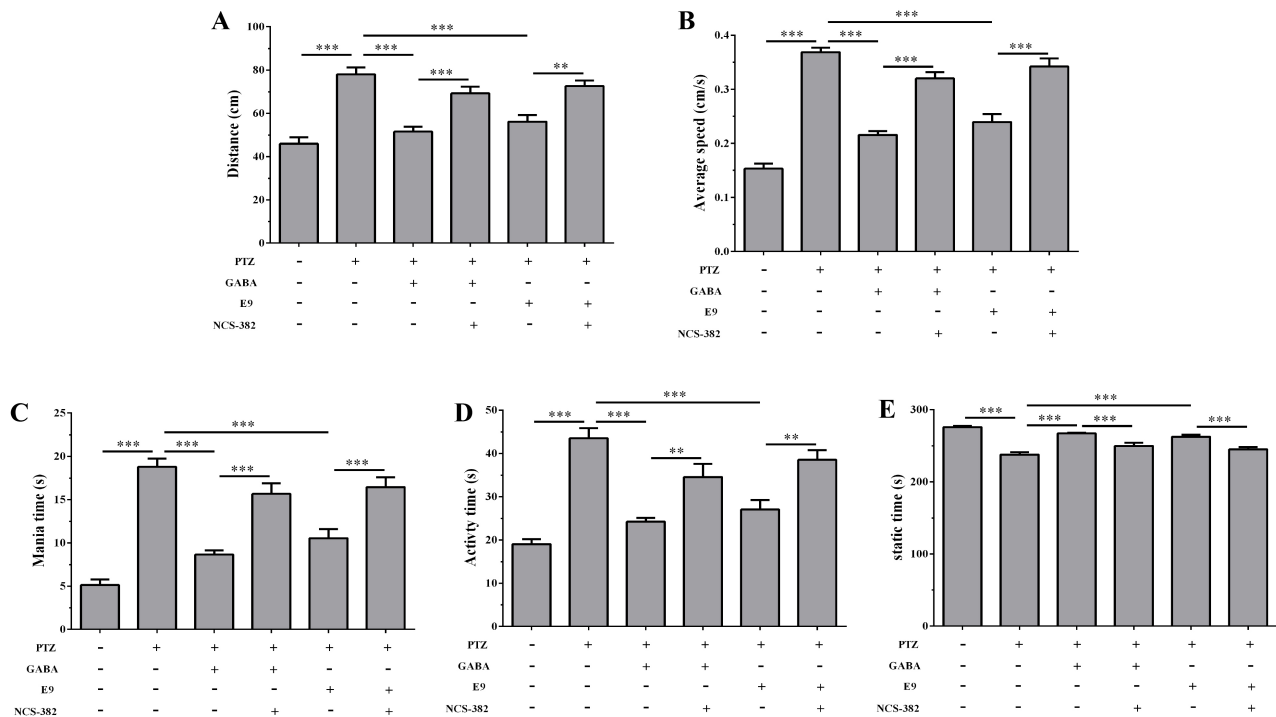 A
Distance (cm)
100
80
60
40
20
0
***
***
***
***
**
PTZ - + + + + +
GABA - - + + - -
E9 - - - - + +
NCS-382 - - - + - +
B
Average speed (cm/s)
0.4
0.3
0.2
0.1
0.0
***
***
***
***
***
PTZ - + + + + +
GABA - - + + - -
E9 - - - - + +
NCS-382 - - - + - +
C
Mania time (s)
25
20
15
10
5
0
***
***
***
***
***
PTZ - + + + + +
GABA - - + + - -
E9 - - - - + +
NCS-382 - - - + - +
D
Activty time (s)
50
40
30
20
10
0
***
***
***
**
**
PTZ - + + + + +
GABA - - + + - -
E9 - - - - + +
NCS-382 - - - + - +
E
static time (s)
300
200
100
0
***
***
***
***
***
PTZ - + + + + +
GABA - - + + - -
E9 - - - - + +
NCS-382 - - - + - +